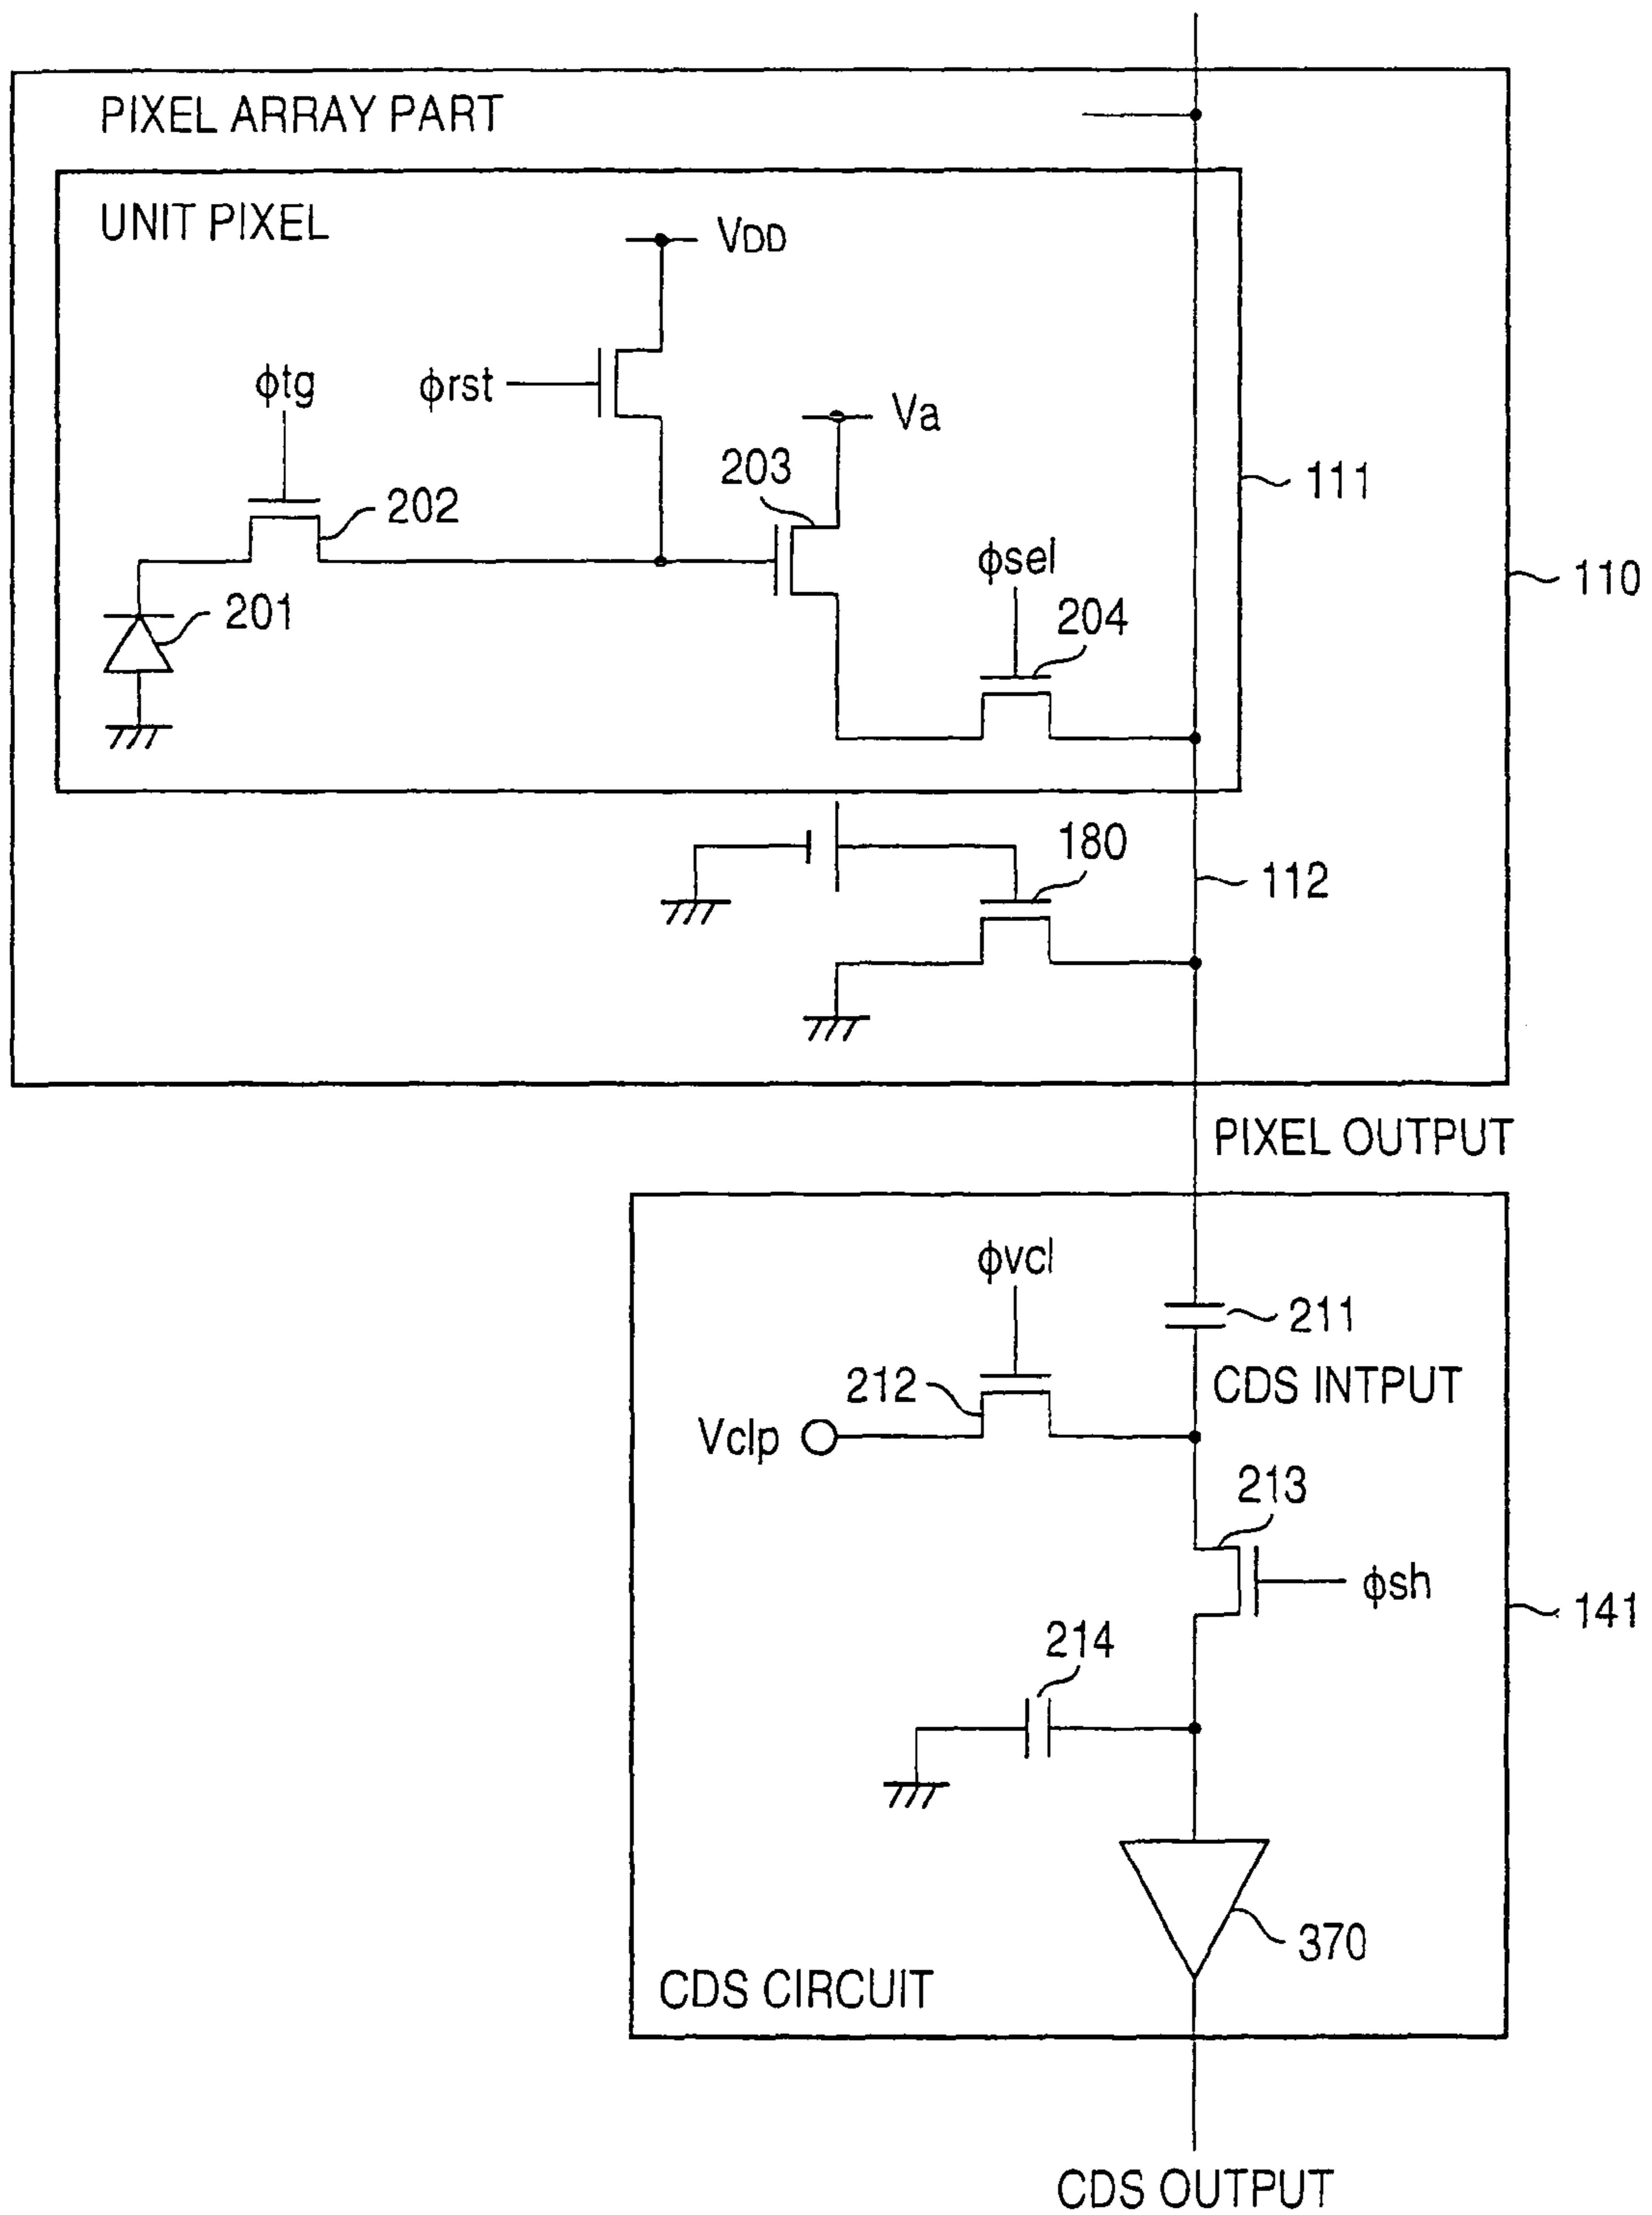 PIXEL ARRAY PART
UNIT PIXEL
VDD
ϕtg
ϕrst
Va
203
202
111
ϕsel
110
201
204
180
112
PIXEL OUTPUT
ϕvcl
211
212
CDS INTPUT
Vclp
213
ϕsh
141
214
370
CDS CIRCUIT
CDS OUTPUT